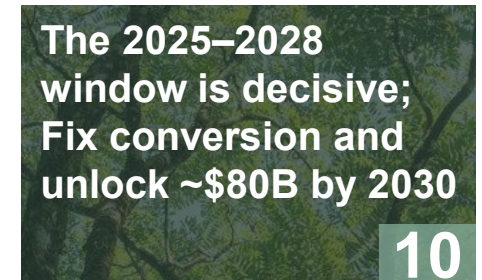 The 2025–2028
window is decisive;
Fix conversion and
unlock ~$80B by 2030
10